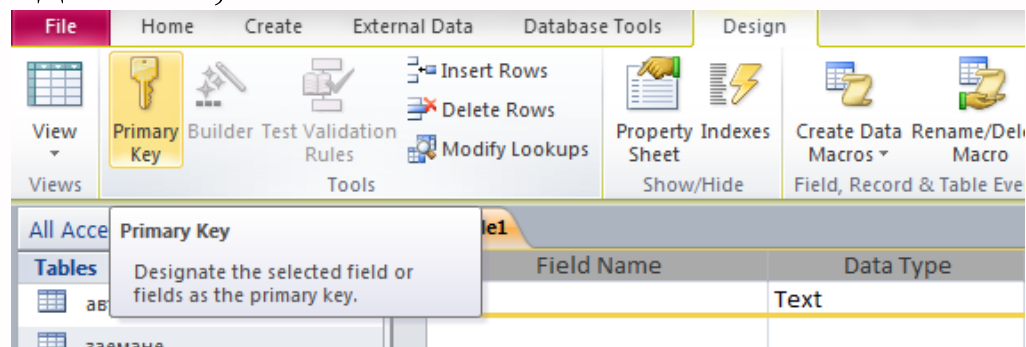 File Home Create External Data Database Tools Design
Insert Rows
Delete Rows
Modify Lookups
View Primary Key Builder Test Validation Rules Property Sheet Indexes Create Data Macros Rename/Del Macro
Views Tools Show/Hide Field, Record & Table Eve
All Acce Primary Key le1
Tables Designate the selected field or Field Name Data Type
fields as the primary key. Text
заемане